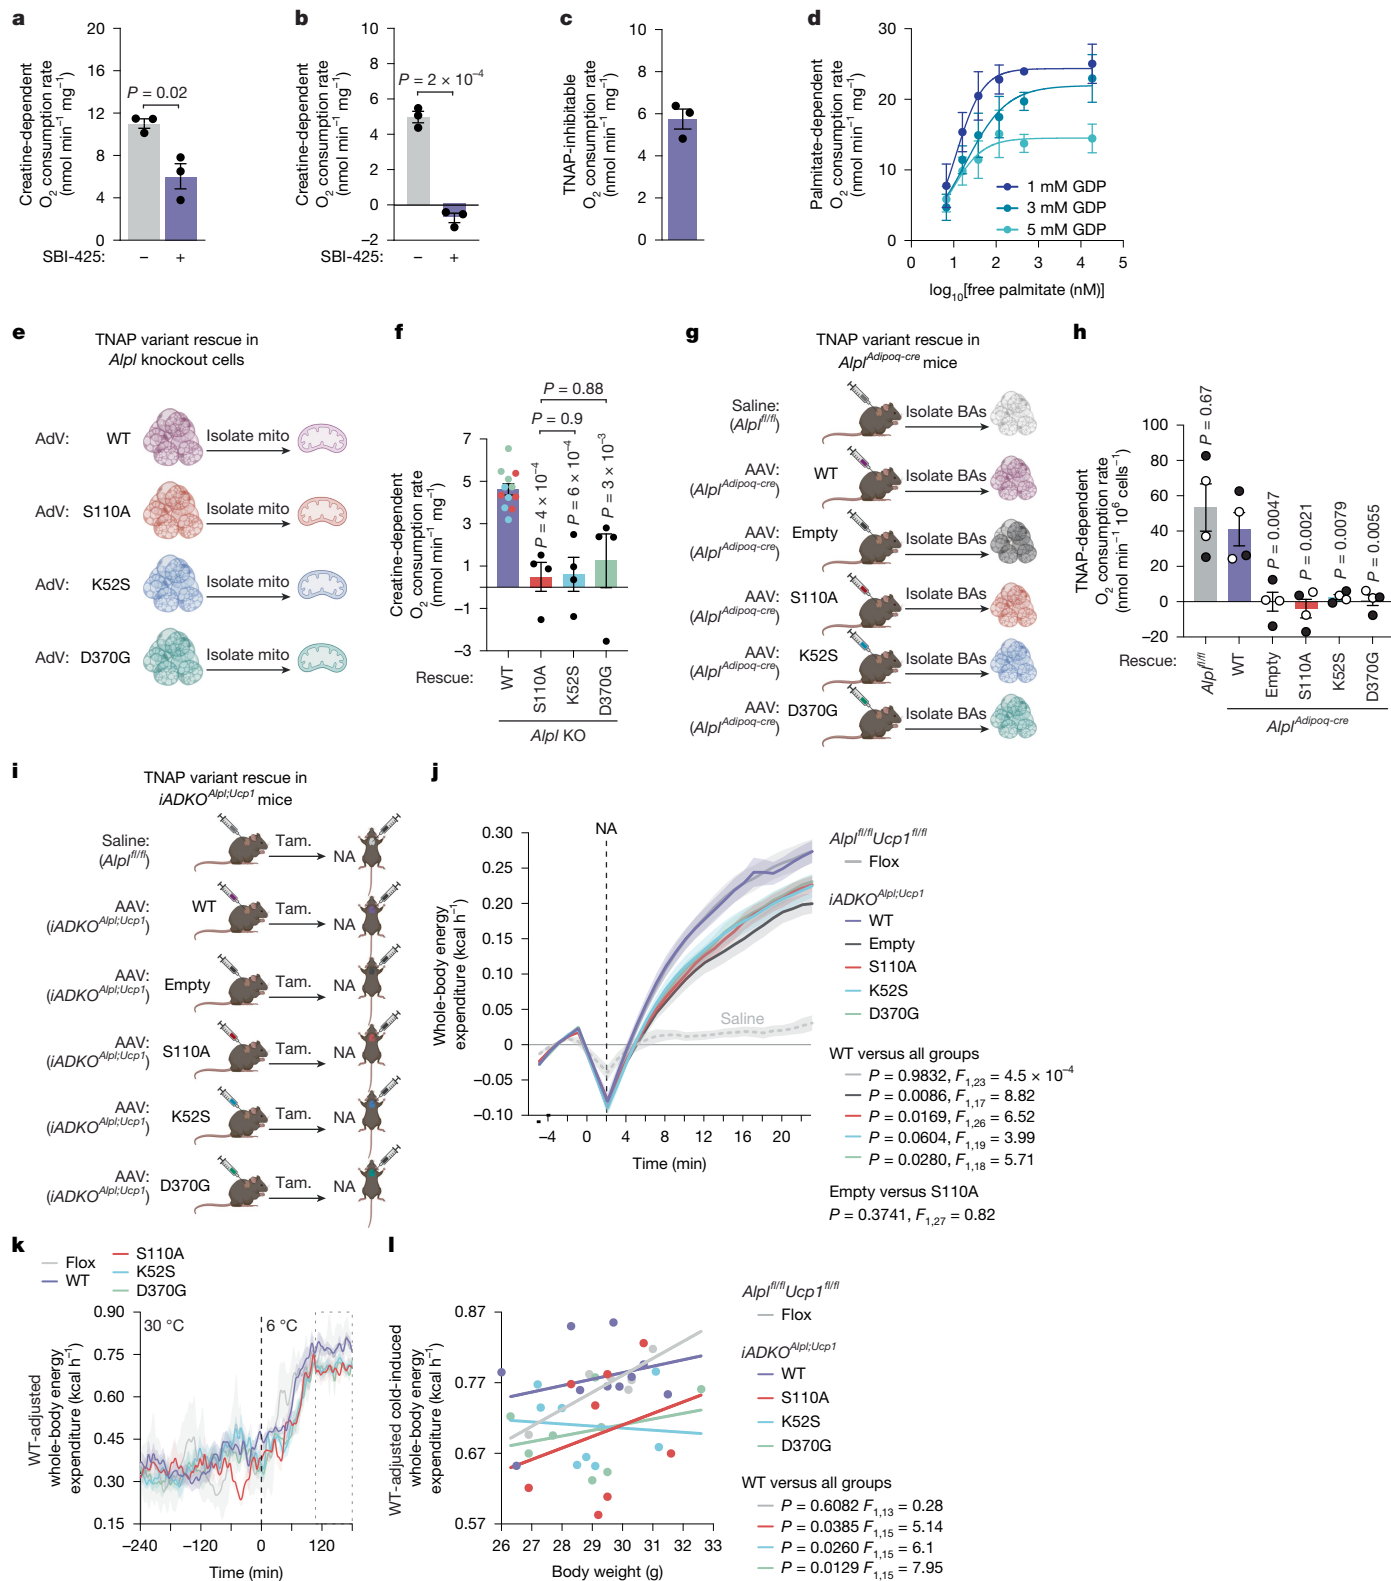 a
20
16
12
8
4
0
Creatine-dependent
O2 consumption rate
(nmol min−1 mg−1)
P = 0.02
SBI-425:
−
+
b
10
8
6
4
2
0
−2
Creatine-dependent
O2 consumption rate
(nmol min−1 mg−1)
P = 2 × 10−4
SBI-425:
−
+
c
10
8
6
4
2
0
TNAP-inhibitable
O2 consumption rate
(nmol min−1 mg−1)
d
30
20
10
0
Palmitate-dependent
O2 consumption rate
(nmol min−1 mg−1)
1 mM GDP
3 mM GDP
5 mM GDP
0 1 2 3 4 5
log10[free palmitate (nM)]
e
TNAP variant rescue in
Alpl knockout cells
AdV: WT Isolate mito
AdV: S110A Isolate mito
AdV: K52S Isolate mito
AdV: D370G Isolate mito
f
P = 0.88
P = 0.9
P = 4 × 10−4
P = 6 × 10−4
P = 3 × 10−3
7
5
3
1
−1
−3
Creatine-dependent
O2 consumption rate
(nmol min−1 mg−1)
Rescue:
WT
S110A
K52S
D370G
Alpl KO
g
TNAP variant rescue in
AlplAdipoq-cre mice
Saline:
(Alplfl/fl)
Isolate BAs
AAV:
(AlplAdipoq-cre)
WT
Isolate BAs
AAV:
(AlplAdipoq-cre)
Empty
Isolate BAs
AAV:
(AlplAdipoq-cre)
S110A
Isolate BAs
AAV:
(AlplAdipoq-cre)
K52S
Isolate BAs
AAV:
(AlplAdipoq-cre)
D370G
Isolate BAs
h
100
80
60
40
20
0
−20
TNAP-dependent
O2 consumption rate
(nmol min−1 106 cells−1)
P = 0.67
P = 0.0047
P = 0.0021
P = 0.0079
P = 0.0055
Rescue:
Alplfl/fl
WT
Empty
S110A
K52S
D370G
AlplAdipoq-cre
i
TNAP variant rescue in
iADKOAlpl;Ucp1 mice
Saline:
(Alplfl/fl)
Tam.
NA
AAV:
(iADKOAlpl;Ucp1)
WT
Tam.
NA
AAV:
(iADKOAlpl;Ucp1)
Empty
Tam.
NA
AAV:
(iADKOAlpl;Ucp1)
S110A
Tam.
NA
AAV:
(iADKOAlpl;Ucp1)
K52S
Tam.
NA
AAV:
(iADKOAlpl;Ucp1)
D370G
Tam.
NA
j
NA
0.30
0.25
0.20
0.15
0.10
0.05
0
−0.05
−0.10
Whole-body energy
expenditure (kcal h−1)
Saline
−4 0 4 8 12 16 20
Time (min)
Alplfl/flUcp1fl/fl
Flox
iADKOAlpl;Ucp1
WT
Empty
S110A
K52S
D370G
WT versus all groups
P = 0.9832, F1,23 = 4.5 × 10−4
P = 0.0086, F1,17 = 8.82
P = 0.0169, F1,26 = 6.52
P = 0.0604, F1,19 = 3.99
P = 0.0280, F1,18 = 5.71
Empty versus S110A
P = 0.3741, F1,27 = 0.82
k
Flox
WT
S110A
K52S
D370G
0.90
0.75
0.60
0.45
0.30
0.15
WT-adjusted
whole-body energy
expenditure (kcal h−1)
30 °C
6 °C
−240 −120 0 120
Time (min)
l
0.87
0.77
0.67
0.57
WT-adjusted cold-induced
whole-body energy
expenditure (kcal h−1)
26 27 28 29 30 31 32 33
Body weight (g)
Alplfl/flUcp1fl/fl
Flox
iADKOAlpl;Ucp1
WT
S110A
K52S
D370G
WT versus all groups
P = 0.6082 F1,13 = 0.28
P = 0.0385 F1,15 = 5.14
P = 0.0260 F1,15 = 6.1
P = 0.0129 F1,15 = 7.95